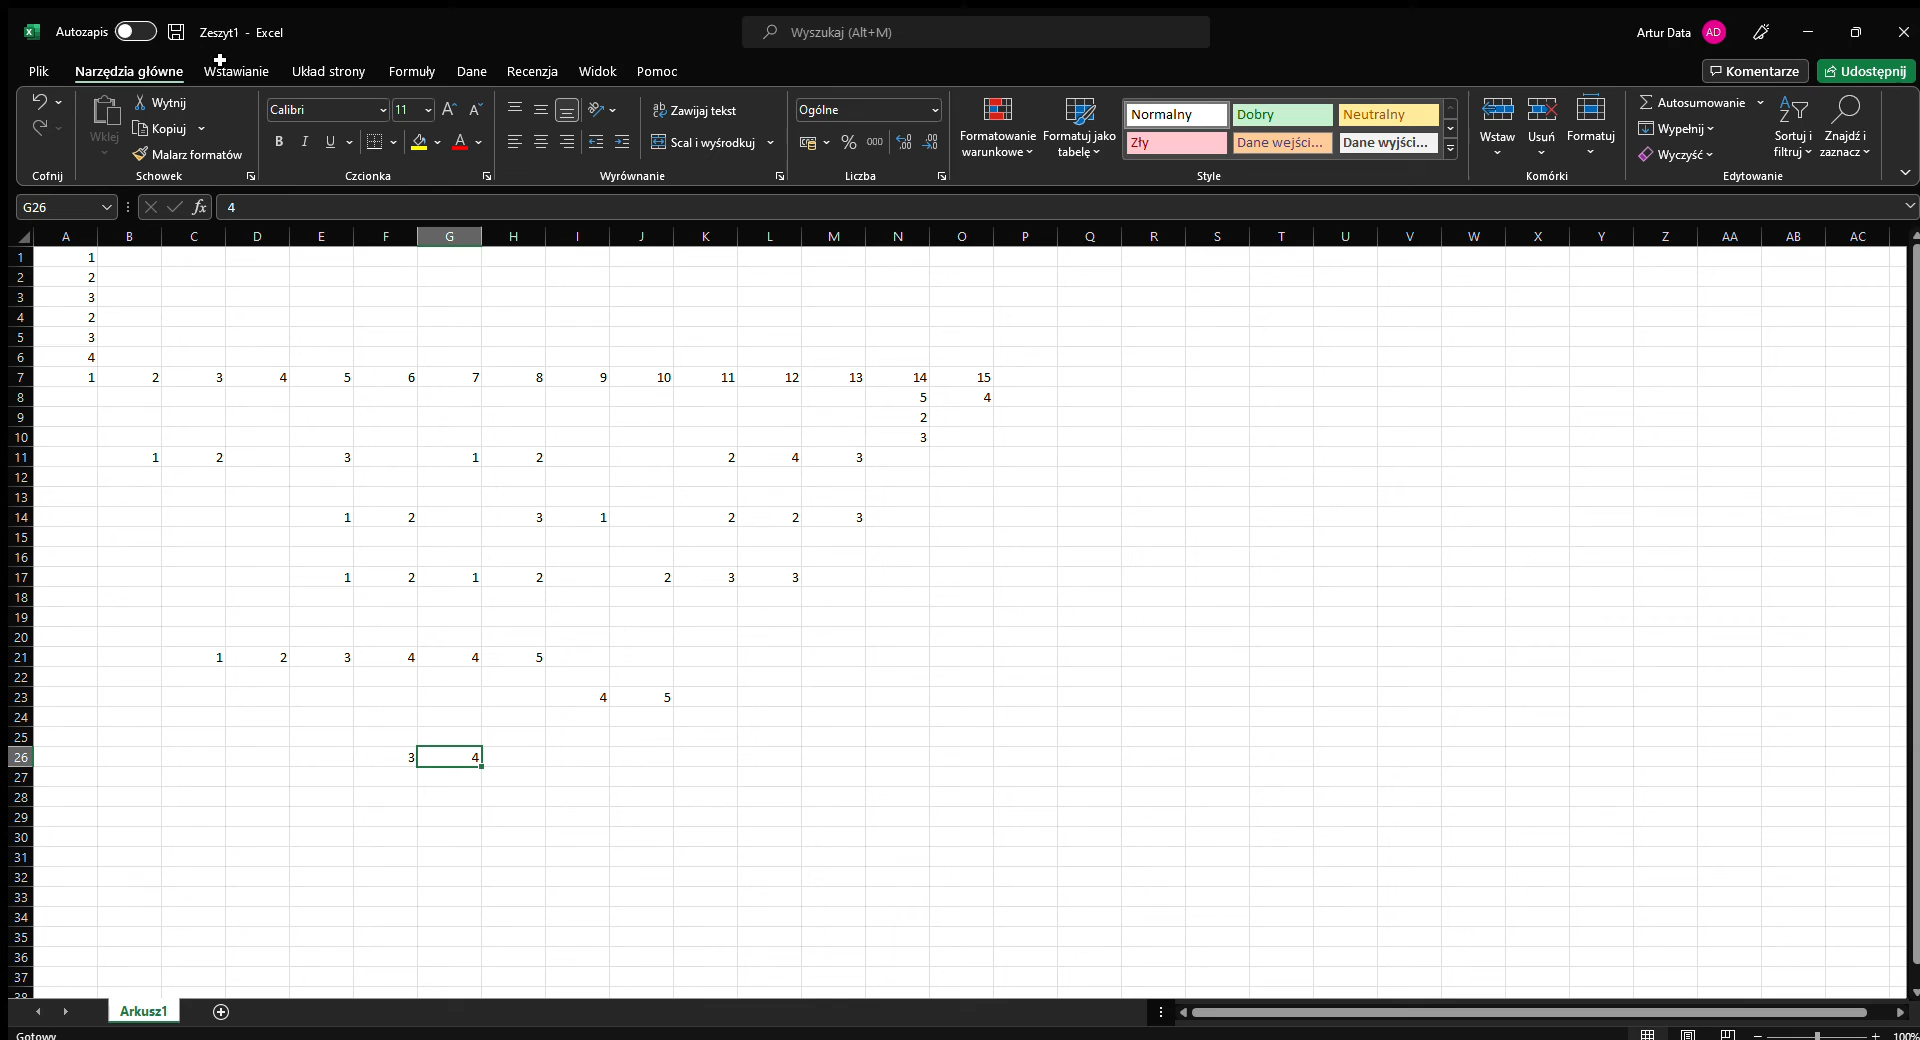 Autozapis Zeszyt1 - Excel Wyszukaj (Alt+M) Artur Data AD
Plik Narzędzia główne Wstawianie Układ strony Formuły Dane Recenzja Widok Pomoc Komentarze Udostępnij
Wklej
Wytnij
Kopiuj
Malarz formatów
Calibri 11
B I U A
Zawijaj tekst
Scal i wyśrodkuj
Ogólne
% 000
Formatowanie warunkowe
Formatuj jako tabelę
Normalny Dobry Neutralny
Zły Dane wejści... Dane wyjści...
Wstaw Usuń Formatuj
Autosumowanie
Wypełnij
Wyczyść
Sortuj i filtruj
Znajdź i zaznacz
Cofnij Schowek Czcionka Wyrównanie Liczba Style Komórki Edytowanie
G26 fx 4
A B C D E F G H I J K L M N O P Q R S T U V W X Y Z AA AB AC
1 1
2 2
3 3
4 2
5 3
6 4
7 1 2 3 4 5 6 7 8 9 10 11 12 13 14 15
8 5 4
9 2
10 3
11 1 2 3 1 2 2 4 3
12
13
14 1 2 3 1 2 2 3
15
16
17 1 2 1 2 2 3 3
18
19
20
21 1 2 3 4 4 5
22
23 4 5
24
25
26 3 4
27
28
29
30
31
32
33
34
35
36
37
38
Arkusz1
Gotowy 100%